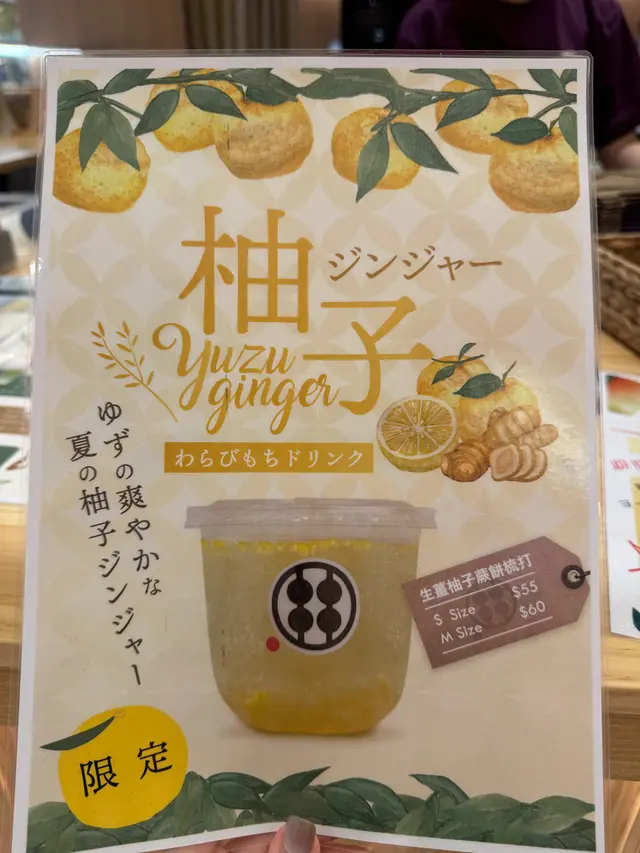 柚子
ジンジャー
Yuzu
ginger
わらびもちドリンク
ゆずの爽やかな
夏の柚子ジンジャー
生薑柚子蕨餅梳打
S Size $55
M Size $60
限定